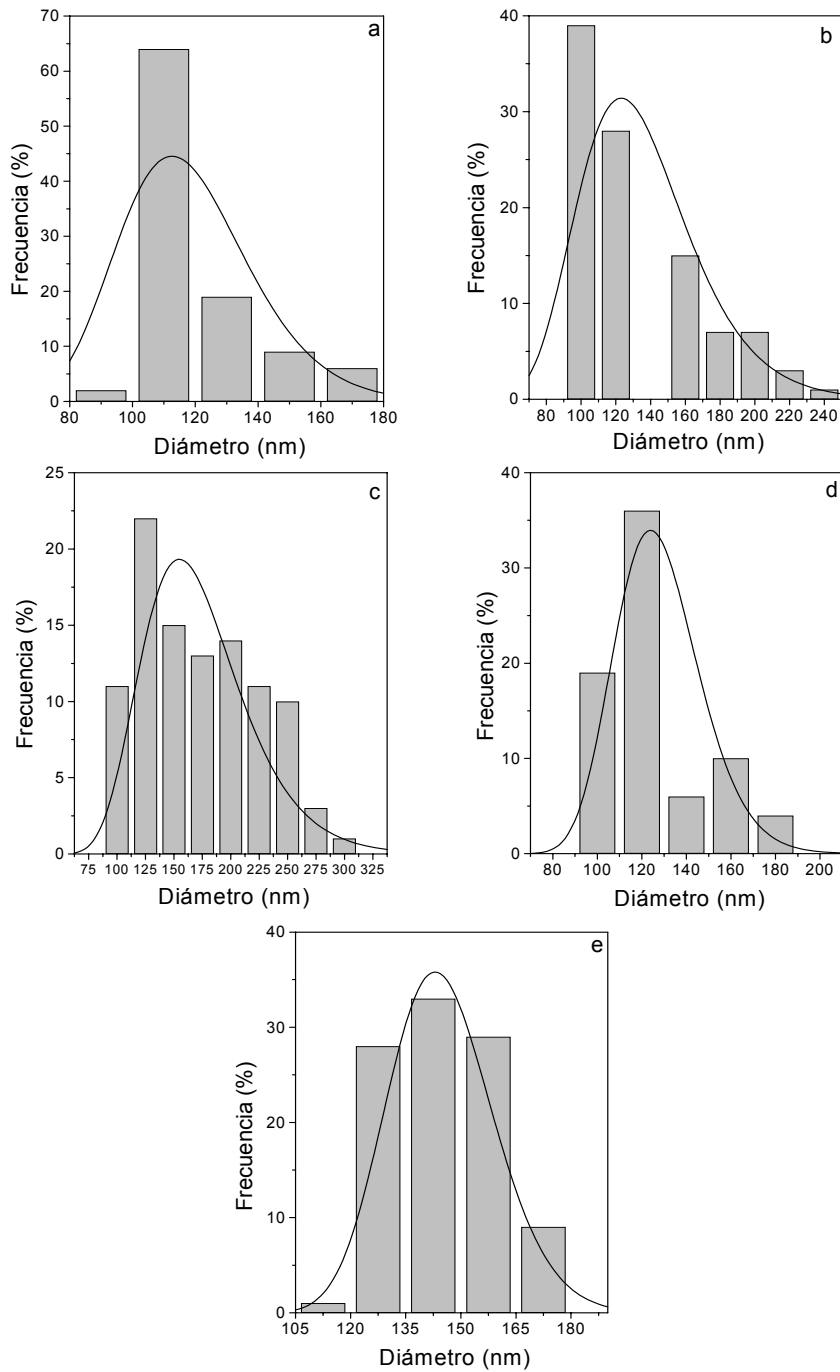 a
70
60
50
40
30
20
10
0
Frecuencia (%)
80 100 120 140 160 180
Diámetro (nm)
b
40
30
20
10
0
Frecuencia (%)
80 100 120 140 160 180 200 220 240
Diámetro (nm)
c
25
20
15
10
5
0
Frecuencia (%)
75 100 125 150 175 200 225 250 275 300 325
Diámetro (nm)
d
40
30
20
10
0
Frecuencia (%)
80 100 120 140 160 180 200
Diámetro (nm)
e
40
30
20
10
0
Frecuencia (%)
105 120 135 150 165 180
Diámetro (nm)